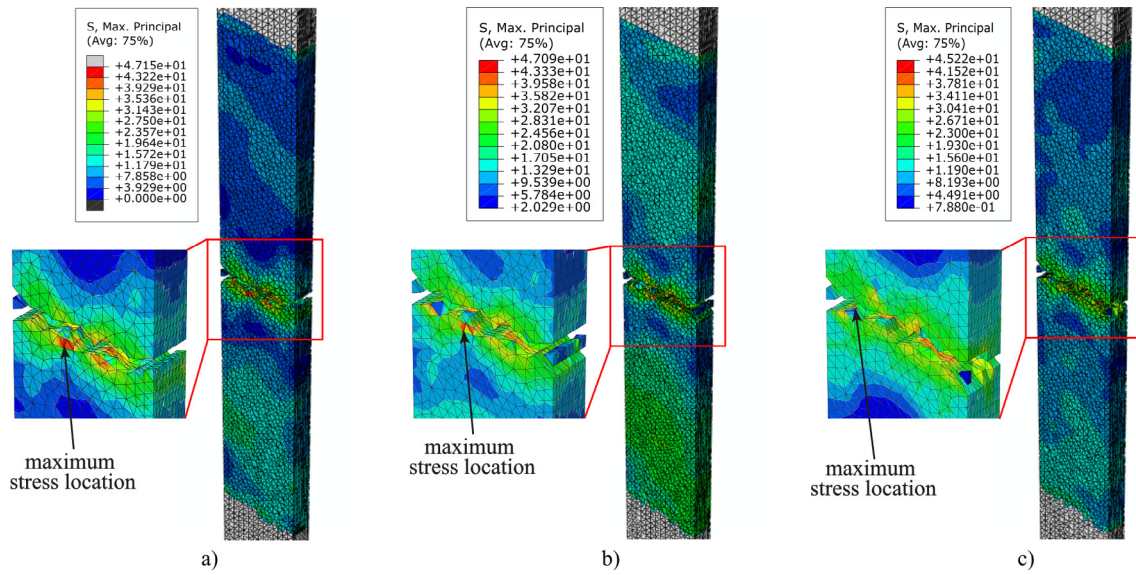 S, Max. Principal
(Avg: 75%)
+4.715e+01
+4.322e+01
+3.929e+01
+3.536e+01
+3.143e+01
+2.750e+01
+2.357e+01
+1.964e+01
+1.572e+01
+1.179e+01
+7.858e+00
+3.929e+00
+0.000e+00
maximum
stress location
a)
S, Max. Principal
(Avg: 75%)
+4.709e+01
+4.333e+01
+3.958e+01
+3.582e+01
+3.207e+01
+2.831e+01
+2.456e+01
+2.080e+01
+1.705e+01
+1.329e+01
+9.539e+00
+5.784e+00
+2.029e+00
maximum
stress location
b)
S, Max. Principal
(Avg: 75%)
+4.522e+01
+4.152e+01
+3.781e+01
+3.411e+01
+3.041e+01
+2.671e+01
+2.300e+01
+1.930e+01
+1.560e+01
+1.190e+01
+8.193e+00
+4.491e+00
+7.880e-01
maximum
stress location
c)